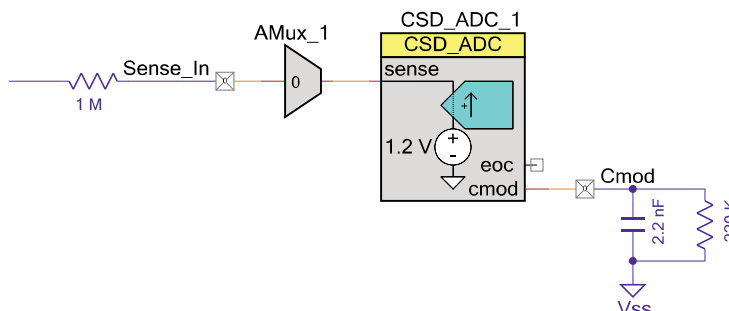 CSD_ADC_1
AMux_1
CSD_ADC
Sense_In
sense
0
1 M
+
1.2 V
+
-
eoc
cmod
Cmod
2.2 nF
Vss